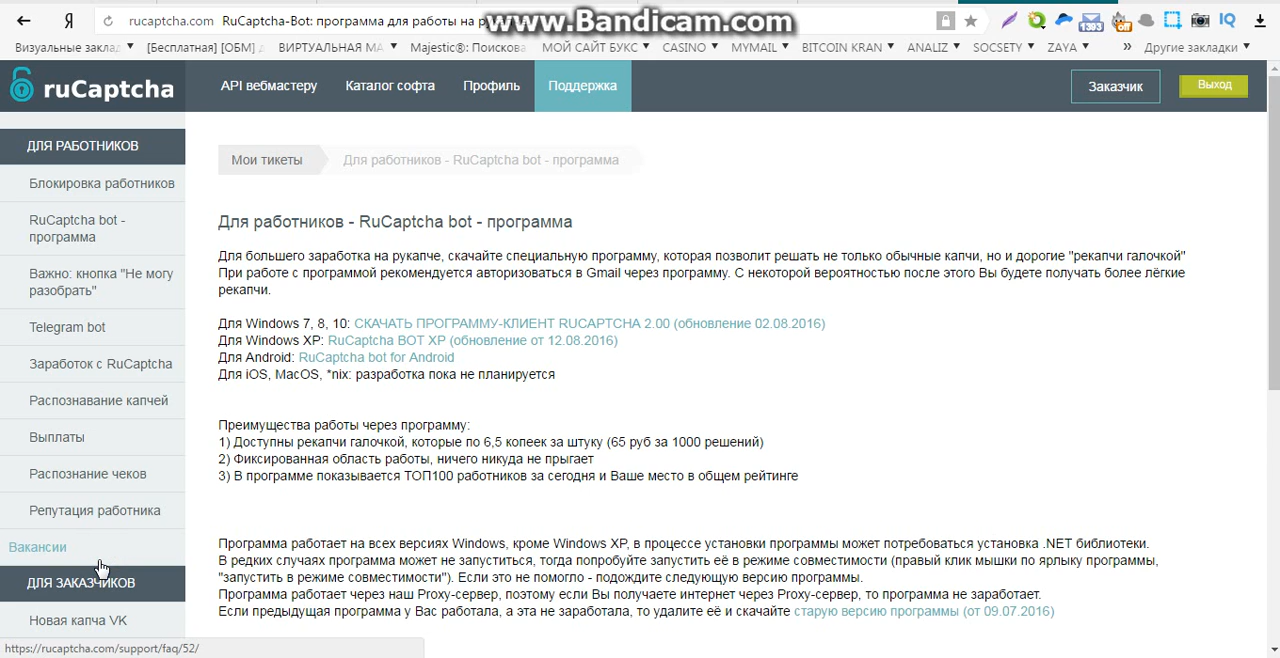 Я rucaptcha.com RuCaptcha-Bot: программа для работы на
www.Bandicam.com
1393
off
IQ
Визуальные заклад [Бесплатная] [ОБМ] ВИРТУАЛЬНАЯ МА Majestic®: Поискова МОЙ САЙТ БУКС CASINO MYMAIL BITCOIN KRAN ANALIZ SOCSETY ZAYA » Другие закладки
ruCaptcha
API вебмастеру Каталог софта Профиль Поддержка Заказчик Выход
ДЛЯ РАБОТНИКОВ
Блокировка работников
RuCaptcha bot -
программа
Важно: кнопка "Не могу
разобрать"
Telegram bot
Заработок с RuCaptcha
Распознавание капчей
Выплаты
Распознание чеков
Репутация работника
Вакансии
ДЛЯ ЗАКАЗЧИКОВ
Новая капча VK
https://rucaptcha.com/support/faq/52/
Мои тикеты Для работников - RuCaptcha bot - программа
Для работников - RuCaptcha bot - программа
Для большего заработка на рукапче, скачайте специальную программу, которая позволит решать не только обычные капчи, но и дорогие "рекапчи галочкой"
При работе с программой рекомендуется авторизоваться в Gmail через программу. С некоторой вероятностью после этого Вы будете получать более лёгкие
рекапчи.
Для Windows 7, 8, 10: СКАЧАТЬ ПРОГРАММУ-КЛИЕНТ RUCAPTCHA 2.00 (обновление 02.08.2016)
Для Windows XP: RuCaptcha BOT XP (обновление от 12.08.2016)
Для Android: RuCaptcha bot for Android
Для iOS, MacOS, *nix: разработка пока не планируется
Преимущества работы через программу:
1) Доступны рекапчи галочкой, которые по 6,5 копеек за штуку (65 руб за 1000 решений)
2) Фиксированная область работы, ничего никуда не прыгает
3) В программе показывается ТОП100 работников за сегодня и Ваше место в общем рейтинге
Программа работает на всех версиях Windows, кроме Windows XP, в процессе установки программы может потребоваться установка .NET библиотеки.
В редких случаях программа может не запуститься, тогда попробуйте запустить её в режиме совместимости (правый клик мышки по ярлыку программы,
"запустить в режиме совместимости"). Если это не помогло - подождите следующую версию программы.
Программа работает через наш Proxy-сервер, поэтому если Вы получаете интернет через Proxy-сервер, то программа не заработает.
Если предыдущая программа у Вас работала, а эта не заработала, то удалите её и скачайте старую версию программы (от 09.07.2016)